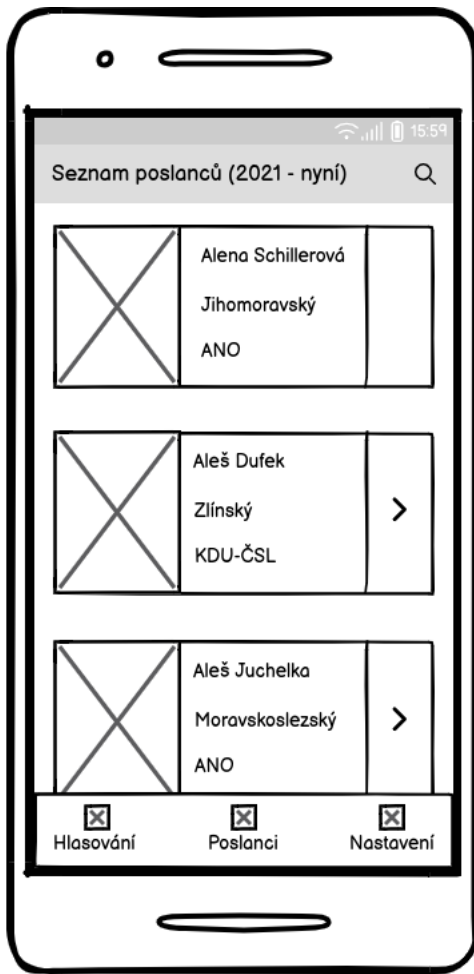 15:59
Seznam poslanců (2021 - nyní)
Alena Schillerová
Jihomoravský
ANO
Aleš Dufek
Zlínský
KDU-ČSL
Aleš Juchelka
Moravskoslezský
ANO
Hlasování Poslanci Nastavení